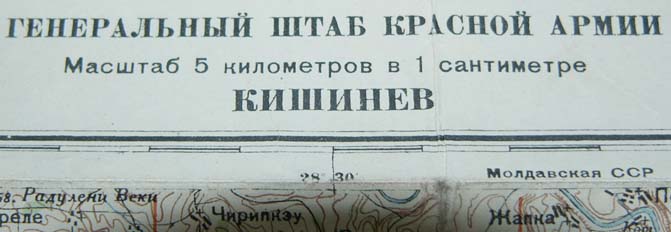 ГЕНЕРАЛЬНЫЙ ШТАБ КРАСНОЙ АРМИИ
Масштаб 5 километров в 1 сантиметре
КИШИНЕВ
28 30'
Молдавская ССР
Радулени Веки
Чирипкэу
Жапка